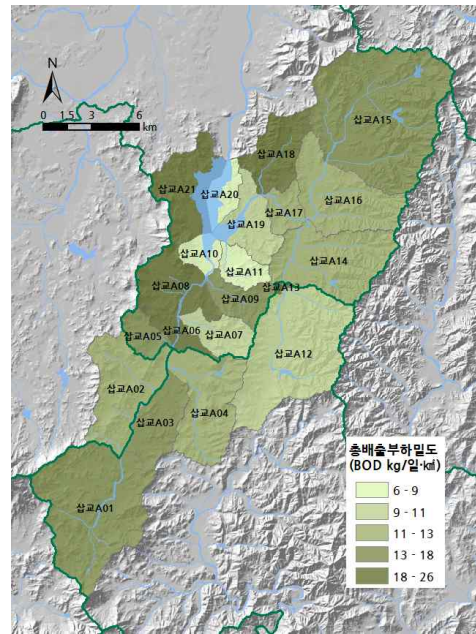 N
0 1.5 3 6
km
삽교A15
삽교A18
삽교A21
삽교A20
삽교A16
삽교A17
삽교A19
삽교A10
삽교A11
삽교A14
삽교A08
삽교A13
삽교A09
삽교A05
삽교A06
삽교A07
삽교A12
삽교A02
삽교A04
삽교A03
삽교A01
총배출부하밀도
(BOD kg/일·㎢)
6 - 9
9 - 11
11 - 13
13 - 18
18 - 26